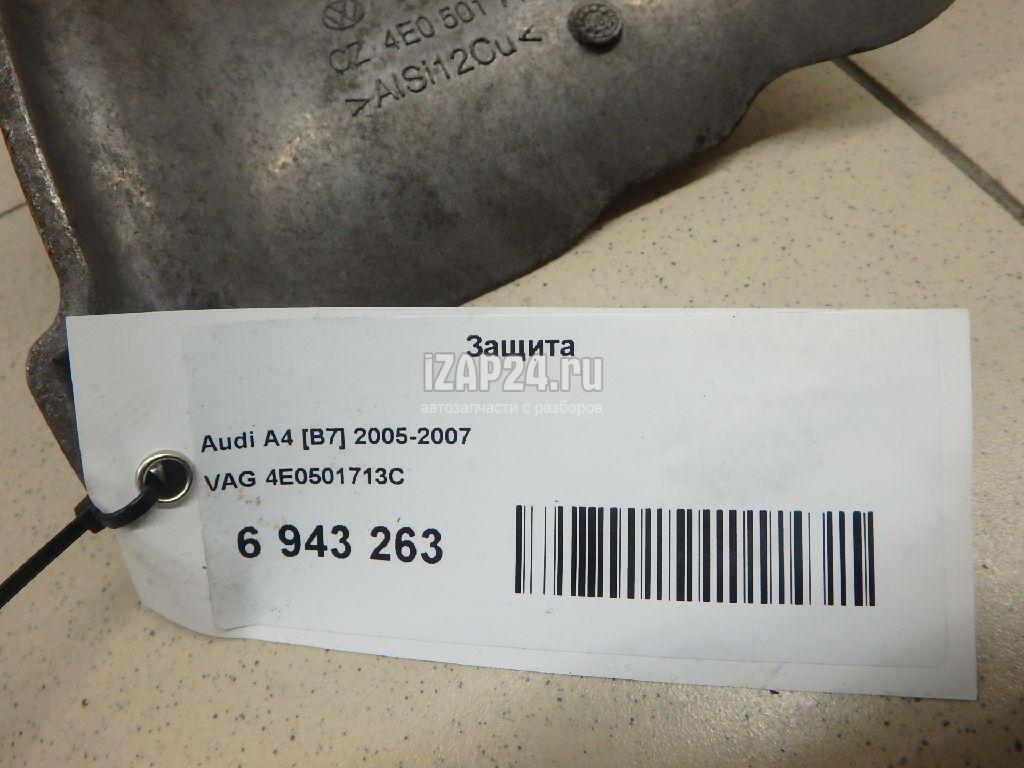 CZ 4E0 501
>AlSi12Cu<
Защита
iZAP24.ru
автозапчасти с разборов
Audi A4 [B7] 2005-2007
VAG 4E0501713C
6 943 263